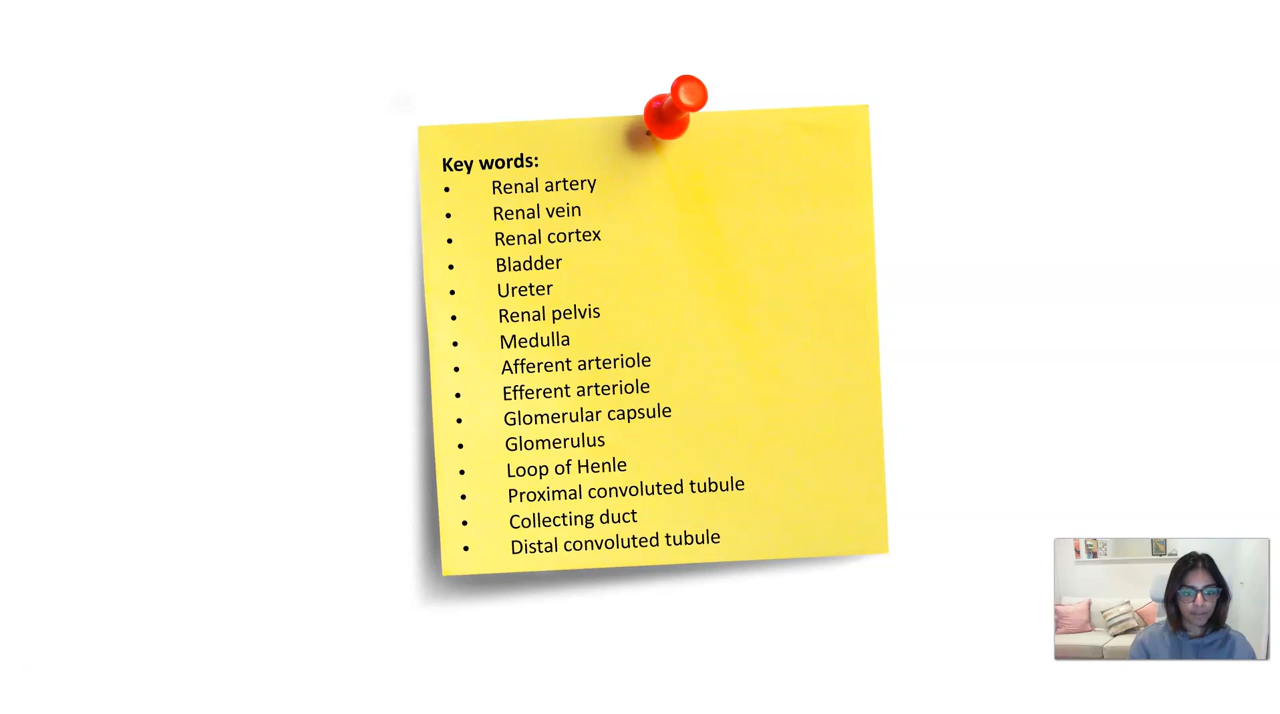 Key words:
• Renal artery
• Renal vein
• Renal cortex
• Bladder
• Ureter
• Renal pelvis
• Medulla
• Afferent arteriole
• Efferent arteriole
• Glomerular capsule
• Glomerulus
• Loop of Henle
• Proximal convoluted tubule
• Collecting duct
• Distal convoluted tubule